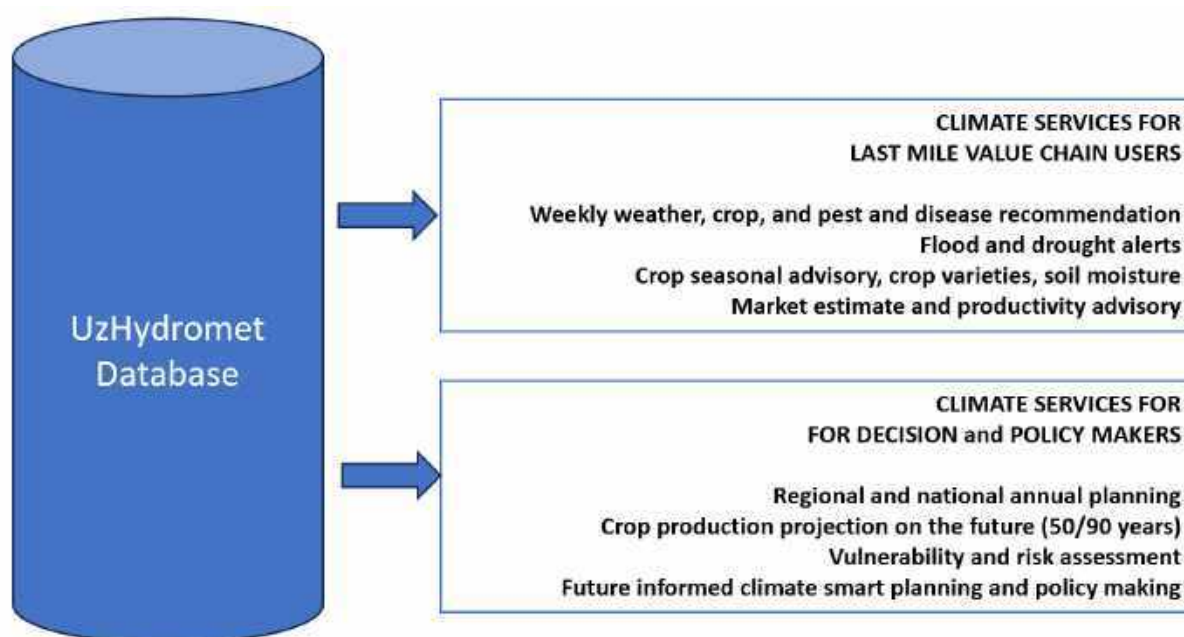 UzHydromet
Database
CLIMATE SERVICES FOR
LAST MILE VALUE CHAIN USERS
Weekly weather, crop, and pest and disease recommendation
Flood and drought alerts
Crop seasonal advisory, crop varieties, soil moisture
Market estimate and productivity advisory
CLIMATE SERVICES FOR
FOR DECISION and POLICY MAKERS
Regional and national annual planning
Crop production projection on the future (50/90 years)
Vulnerability and risk assessment
Future informed climate smart planning and policy making